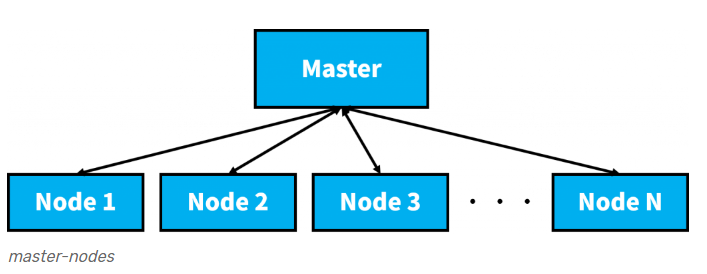 Master
Node 1
Node 2
Node 3
. . .
Node N
master-nodes